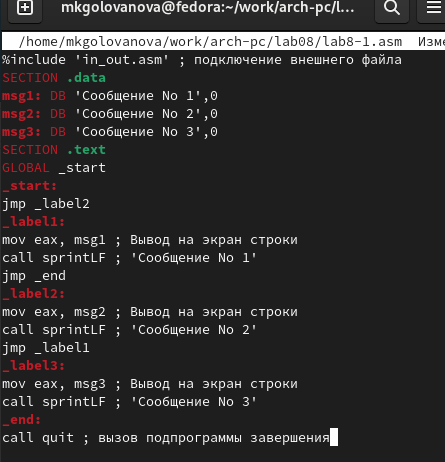 mkgolovanova@fedora:~/work/arch-pc/l...
/home/mkgolovanova/work/arch-pc/lab08/lab8-1.asm Изме
%include 'in_out.asm' ; подключение внешнего файла
SECTION .data
msg1: DB 'Сообщение No 1',0
msg2: DB 'Сообщение No 2',0
msg3: DB 'Сообщение No 3',0
SECTION .text
GLOBAL _start
_start:
jmp _label2
_label1:
mov eax, msg1 ; Вывод на экран строки
call sprintLF ; 'Сообщение No 1'
jmp _end
_label2:
mov eax, msg2 ; Вывод на экран строки
call sprintLF ; 'Сообщение No 2'
jmp _label1
_label3:
mov eax, msg3 ; Вывод на экран строки
call sprintLF ; 'Сообщение No 3'
_end:
call quit ; вызов подпрограммы завершения